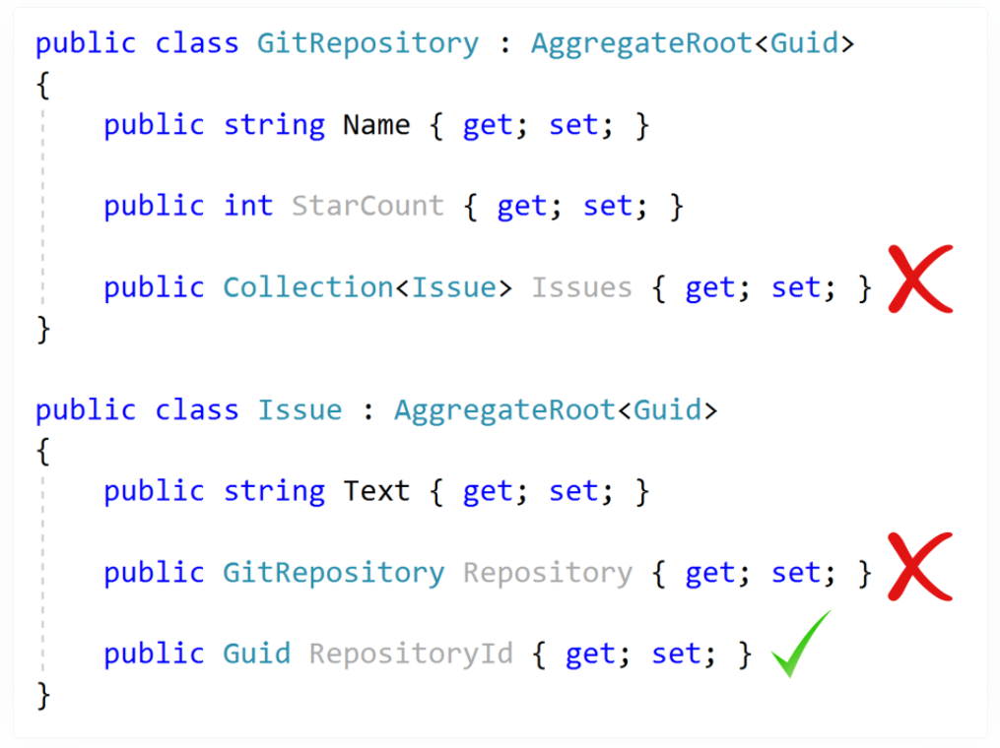 public class GitRepository : AggregateRoot<Guid>
{
public string Name { get; set; }
public int StarCount { get; set; }
public Collection<Issue> Issues { get; set; }
}
public class Issue : AggregateRoot<Guid>
{
public string Text { get; set; }
public GitRepository Repository { get; set; }
public Guid RepositoryId { get; set; }
}